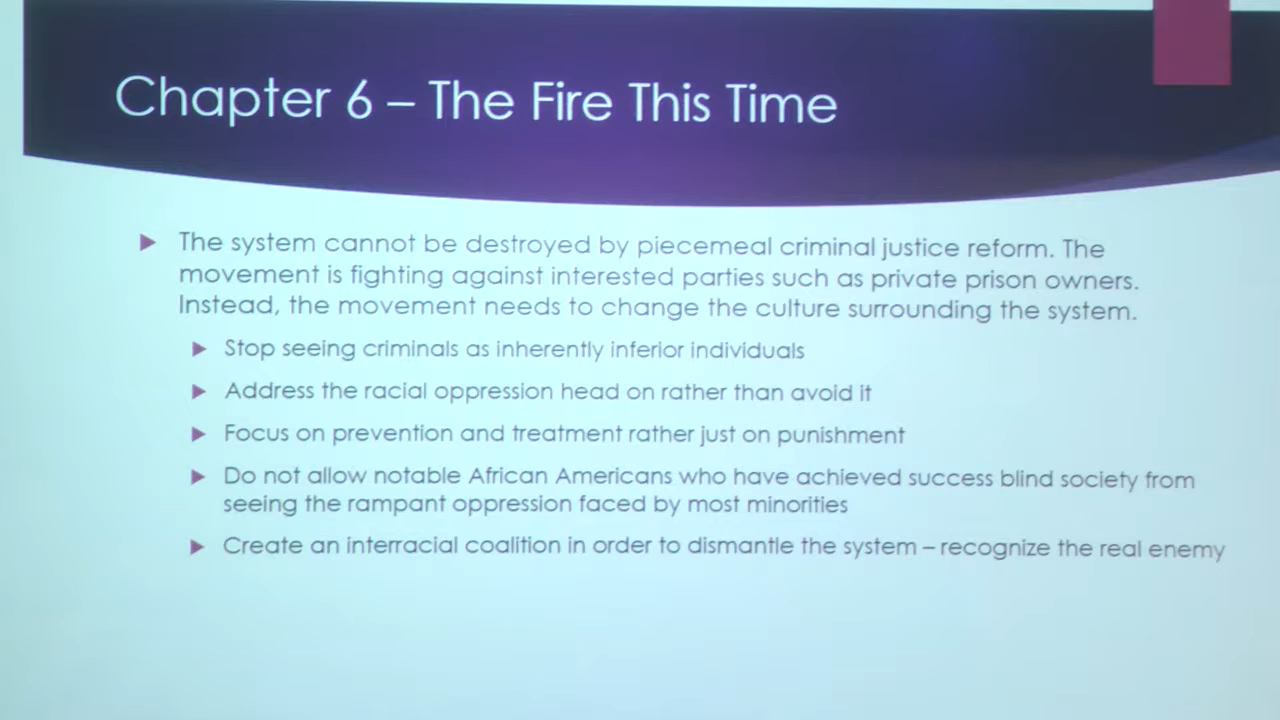 Chapter 6 – The Fire This Time
The system cannot be destroyed by piecemeal criminal justice reform. The
movement is fighting against interested parties such as private prison owners.
Instead, the movement needs to change the culture surrounding the system.
Stop seeing criminals as inherently inferior individuals
Address the racial oppression head on rather than avoid it
Focus on prevention and treatment rather just on punishment
Do not allow notable African Americans who have achieved success blind society from
seeing the rampant oppression faced by most minorities
Create an interracial coalition in order to dismantle the system – recognize the real enemy